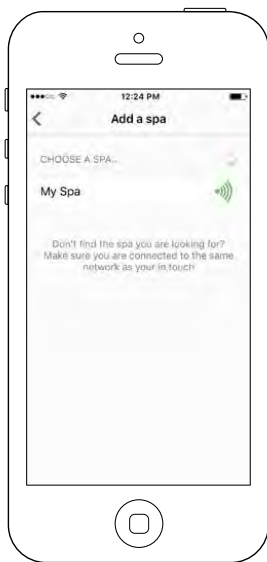 12:24 PM
Add a spa
CHOOSE A SPA...
My Spa
Don't find the spa you are looking for?
Make sure you are connected to the same
network as your in touch